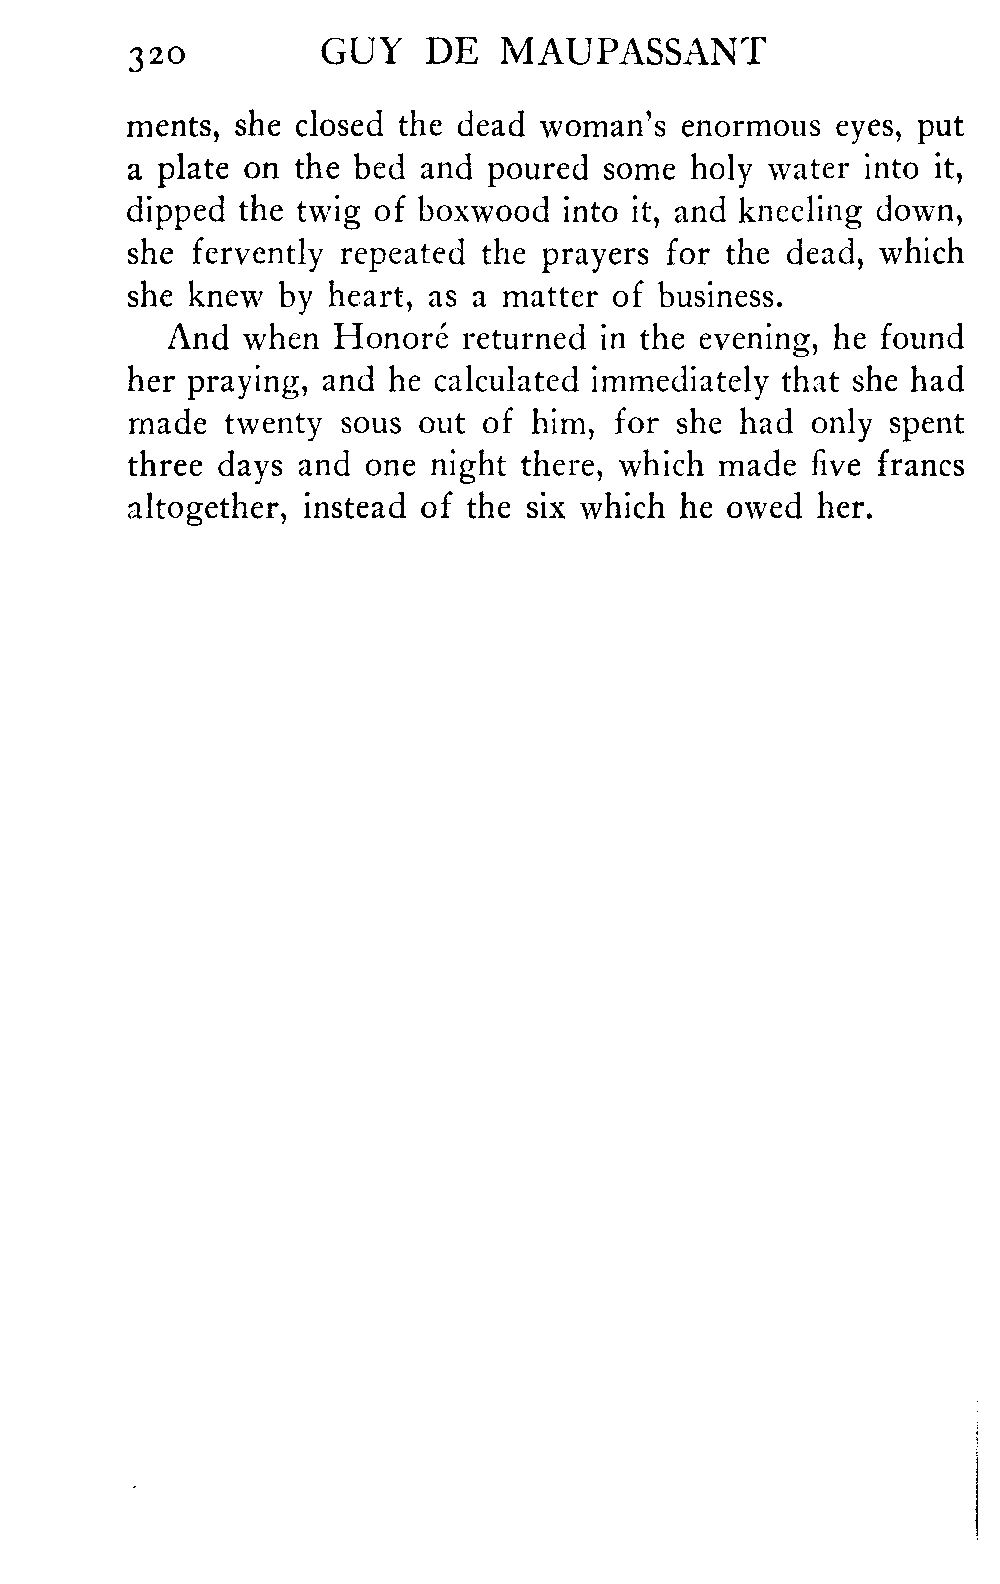 320 GUY DE MAUPASSANT
ments, she closed the dead woman's enormous eyes, put
a plate on the bed and poured some holy water into it,
dipped the twig of boxwood into it, and kneeling down,
she fervently repeated the prayers for the dead, which
she knew by heart, as a matter of business.
And when Honoré returned in the evening, he found
her praying, and he calculated immediately that she had
made twenty sous out of him, for she had only spent
three days and one night there, which made five francs
altogether, instead of the six which he owed her.